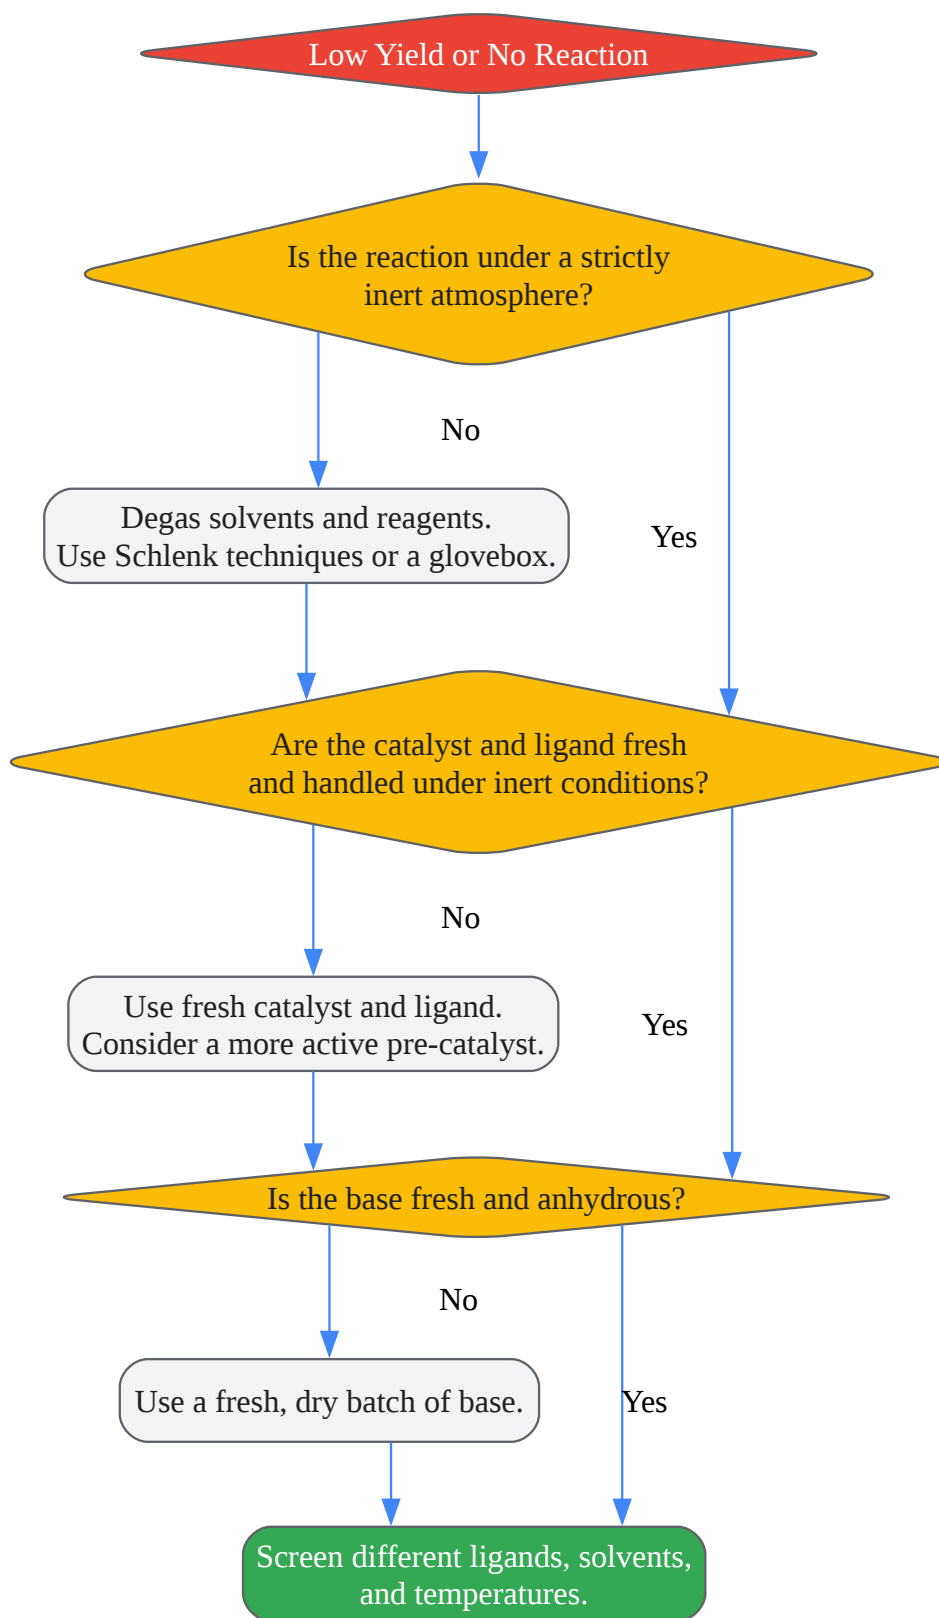 Low Yield or No Reaction
Is the reaction under a strictly
inert atmosphere?
No
Degas solvents and reagents.
Use Schlenk techniques or a glovebox.
Yes
Are the catalyst and ligand fresh
and handled under inert conditions?
No
Use fresh catalyst and ligand.
Consider a more active pre-catalyst.
Yes
Is the base fresh and anhydrous?
No
Use a fresh, dry batch of base.
Yes
Screen different ligands, solvents,
and temperatures.